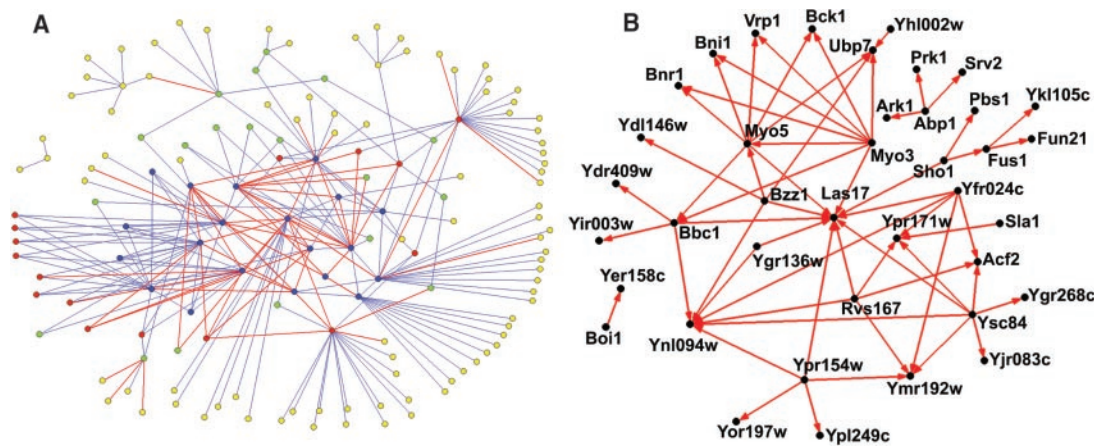 A
B
Vrp1
Bck1
Yhl002w
Bni1
Ubp7
Prk1
Srv2
Bnr1
Ark1
Abp1
Pbs1
Ykl105c
Ydl146w
Myo5
Myo3
Fun21
Sho1
Fus1
Ydr409w
Bzz1
Las17
Yfr024c
Yir003w
Bbc1
Ypr171w
Sla1
Ygr136w
Acf2
Yer158c
Rvs167
Ygr268c
Boi1
Ynl094w
Ysc84
Ypr154w
Ymr192w
Yjr083c
Yor197w
Ypl249c